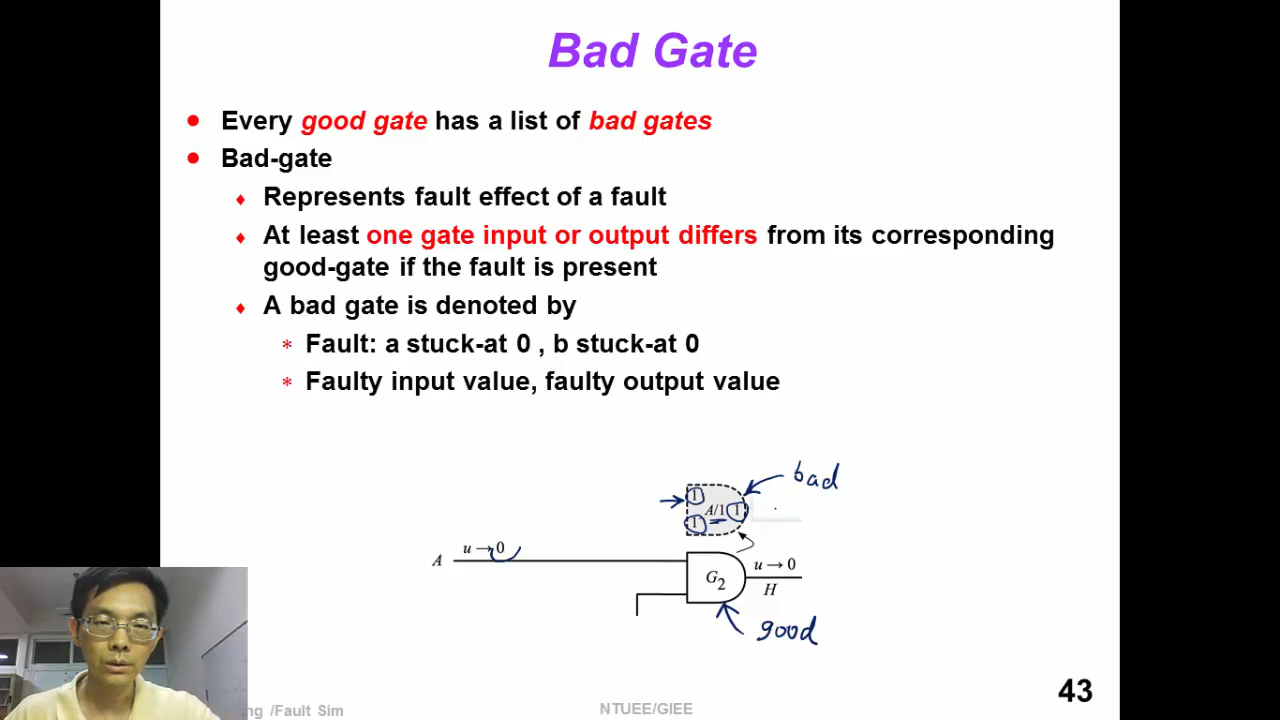 Bad Gate
• Every good gate has a list of bad gates
• Bad-gate
♦ Represents fault effect of a fault
♦ At least one gate input or output differs from its corresponding
good-gate if the fault is present
♦ A bad gate is denoted by
* Fault: a stuck-at 0 , b stuck-at 0
* Faulty input value, faulty output value
bad
1
A/1 1
1
A
u→0
G2
u→0
H
good
43
/Fault Sim
NTUEE/GIEE